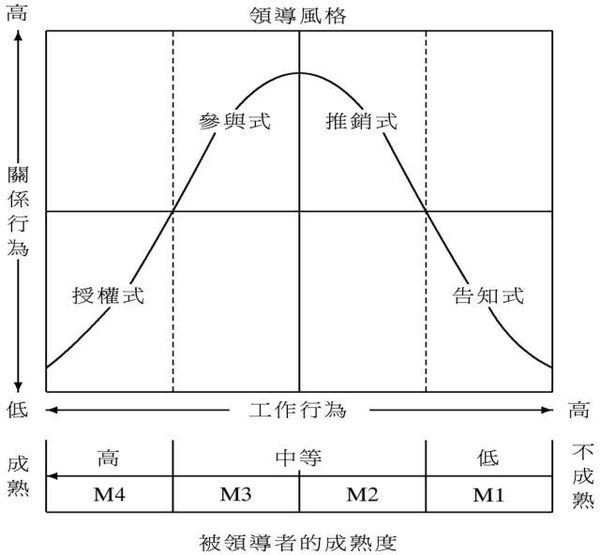 高
領導風格
參與式
推銷式
關係行為
授權式
告知式
低
工作行為
高
成熟
高
中等
低
不成熟
M4
M3
M2
M1
被領導者的成熟度